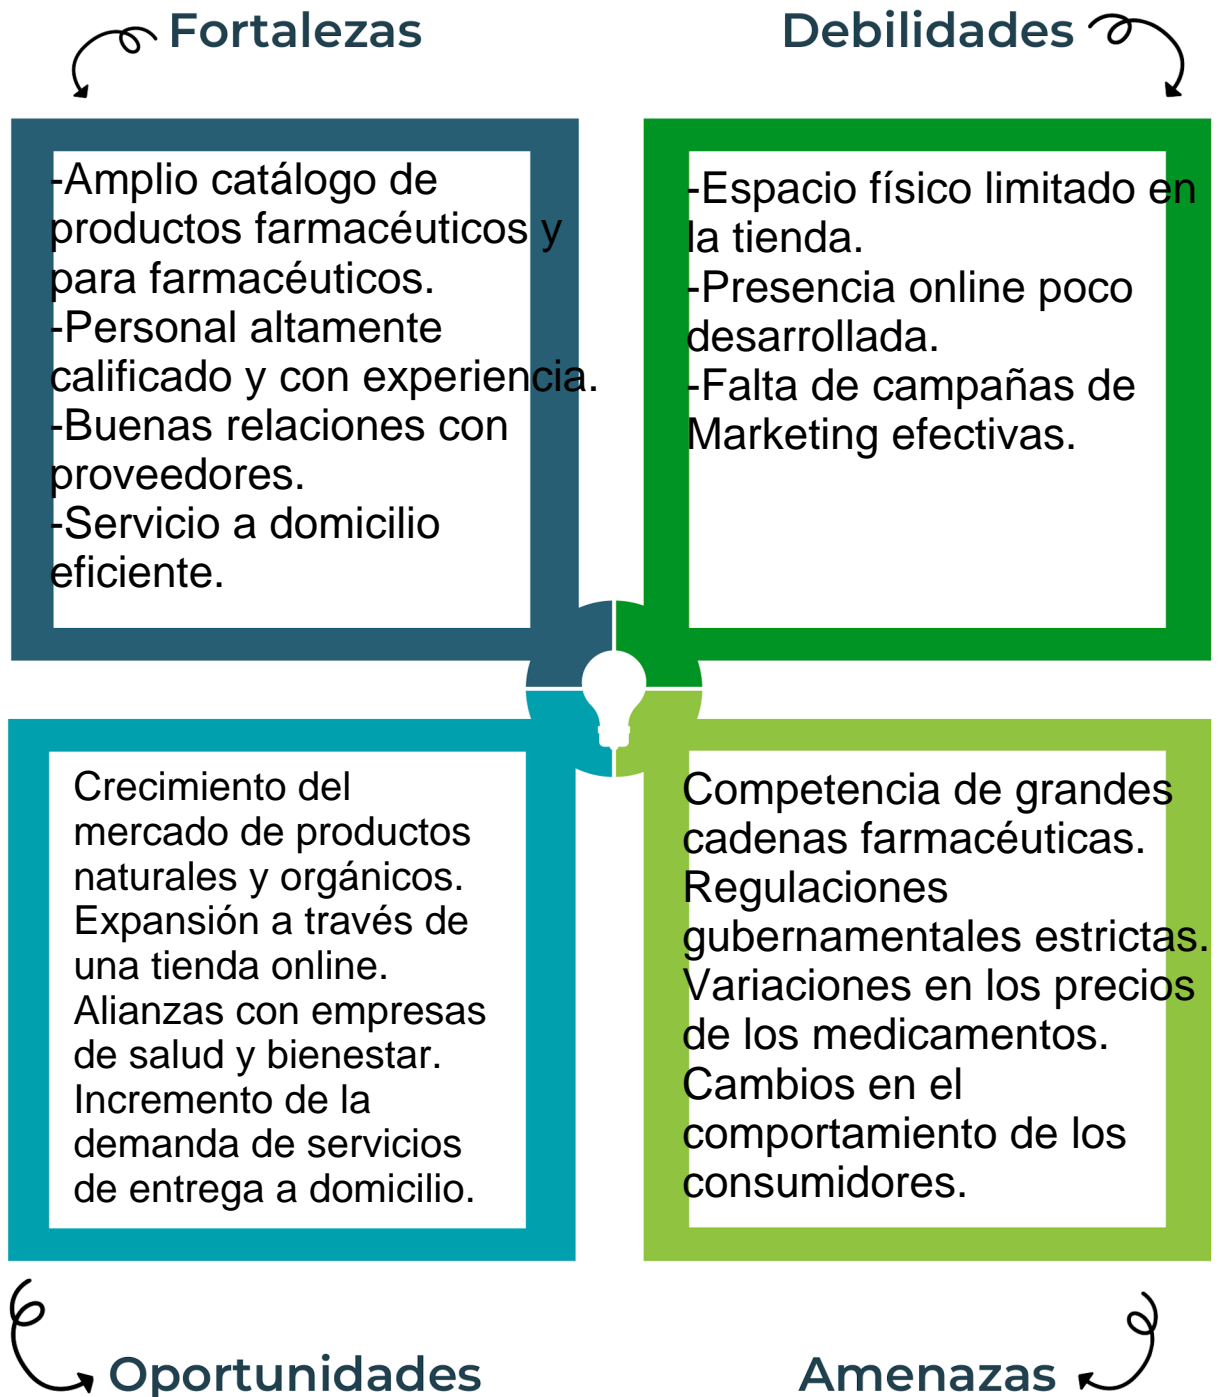 Fortalezas
-Amplio catálogo de
productos farmacéuticos y
para farmacéuticos.
-Personal altamente
calificado y con experiencia.
-Buenas relaciones con
proveedores.
-Servicio a domicilio
eficiente.
Debilidades
-Espacio físico limitado en
la tienda.
-Presencia online poco
desarrollada.
-Falta de campañas de
Marketing efectivas.
Crecimiento del
mercado de productos
naturales y orgánicos.
Expansión a través de
una tienda online.
Alianzas con empresas
de salud y bienestar.
Incremento de la
demanda de servicios
de entrega a domicilio.
Oportunidades
Competencia de grandes
cadenas farmacéuticas.
Regulaciones
gubernamentales estrictas.
Variaciones en los precios
de los medicamentos.
Cambios en el
comportamiento de los
consumidores.
Amenazas